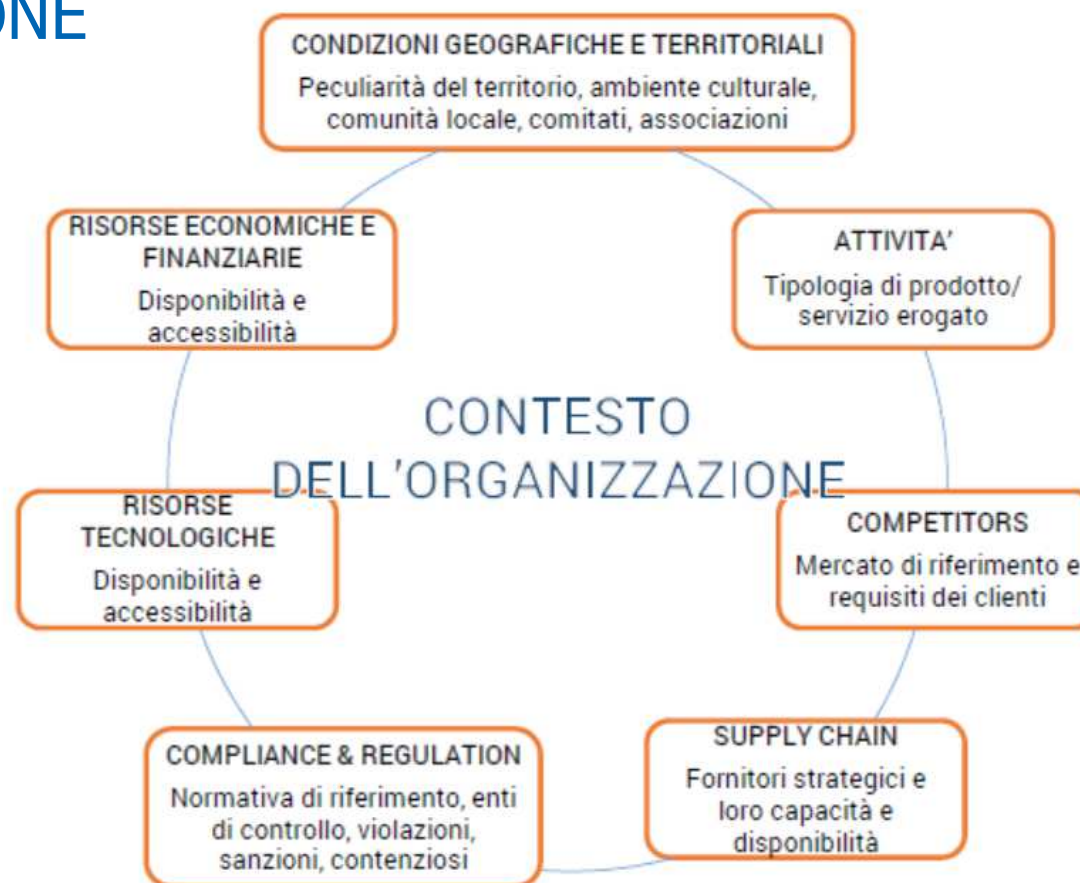 ONE
CONDIZIONI GEOGRAFICHE E TERRITORIALI
Peculiarità del territorio, ambiente culturale,
comunità locale, comitati, associazioni
RISORSE ECONOMICHE E
FINANZIARIE
Disponibilità e
accessibilità
ATTIVITA’
Tipologia di prodotto/
servizio erogato
CONTESTO
DELL’ORGANIZZAZIONE
RISORSE
TECNOLOGICHE
Disponibilità e
accessibilità
COMPETITORS
Mercato di riferimento e
requisiti dei clienti
COMPLIANCE & REGULATION
Normativa di riferimento, enti
di controllo, violazioni,
sanzioni, contenziosi
SUPPLY CHAIN
Fornitori strategici e
loro capacità e
disponibilità